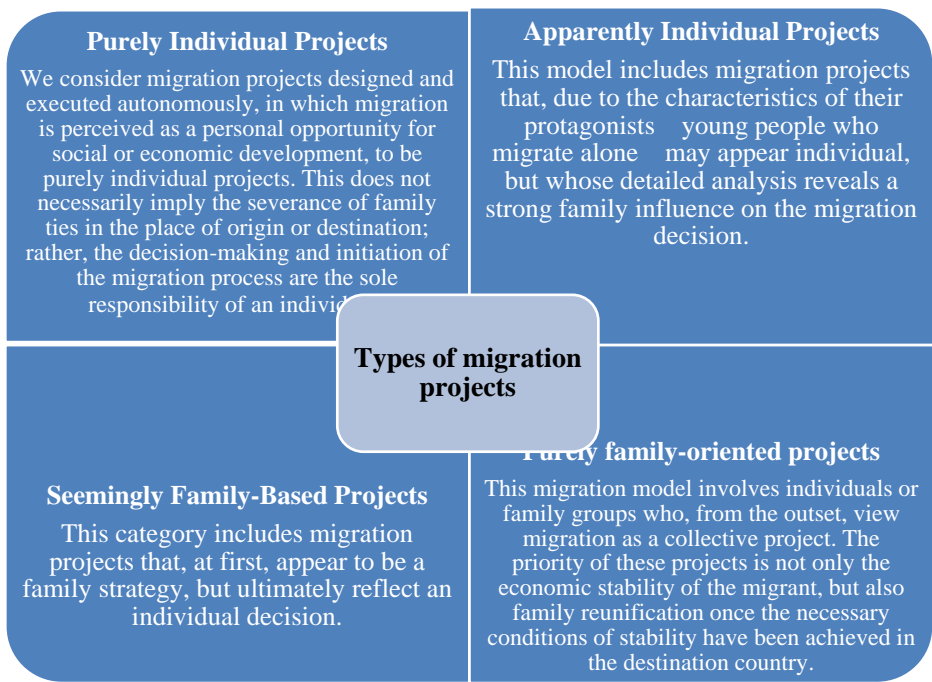 Purely Individual Projects
We consider migration projects designed and
executed autonomously, in which migration
is perceived as a personal opportunity for
social or economic development, to be
purely individual projects. This does not
necessarily imply the severance of family
ties in the place of origin or destination;
rather, the decision-making and initiation of
the migration process are the sole
responsibility of an
Apparently Individual Projects
This model includes migration projects
that, due to the characteristics of their
protagonists young people who
migrate alone may appear individual,
but whose detailed analysis reveals a
strong family influence on the migration
decision.
Types of migration
projects
Seemingly Family-Based Projects
This category includes migration
projects that, at first, appear to be a
family strategy, but ultimately reflect an
individual decision.
Purely family-oriented projects
This migration model involves individuals or
family groups who, from the outset, view
migration as a collective project. The
priority of these projects is not only the
economic stability of the migrant, but also
family reunification once the necessary
conditions of stability have been achieved in
the destination country.